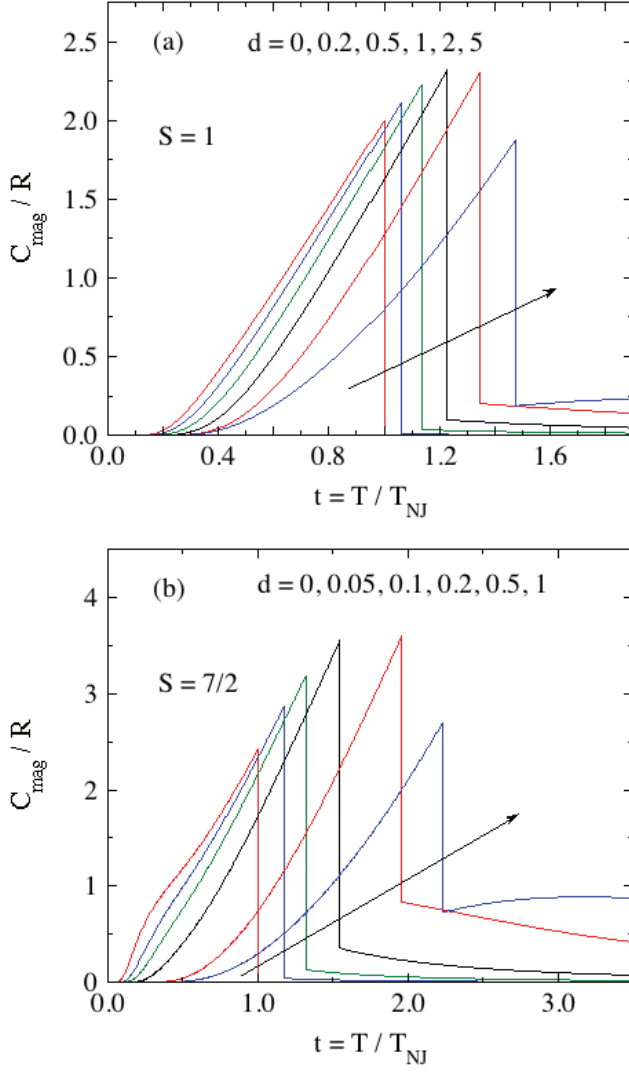 (a) d = 0, 0.2, 0.5, 1, 2, 5
2.5
2.0
S = 1
1.5
C_mag / R
1.0
0.5
0.0
0.0 0.4 0.8 1.2 1.6
t = T / T_NJ
(b) d = 0, 0.05, 0.1, 0.2, 0.5, 1
4
S = 7/2
3
C_mag / R
2
1
0
0.0 1.0 2.0 3.0
t = T / T_NJ